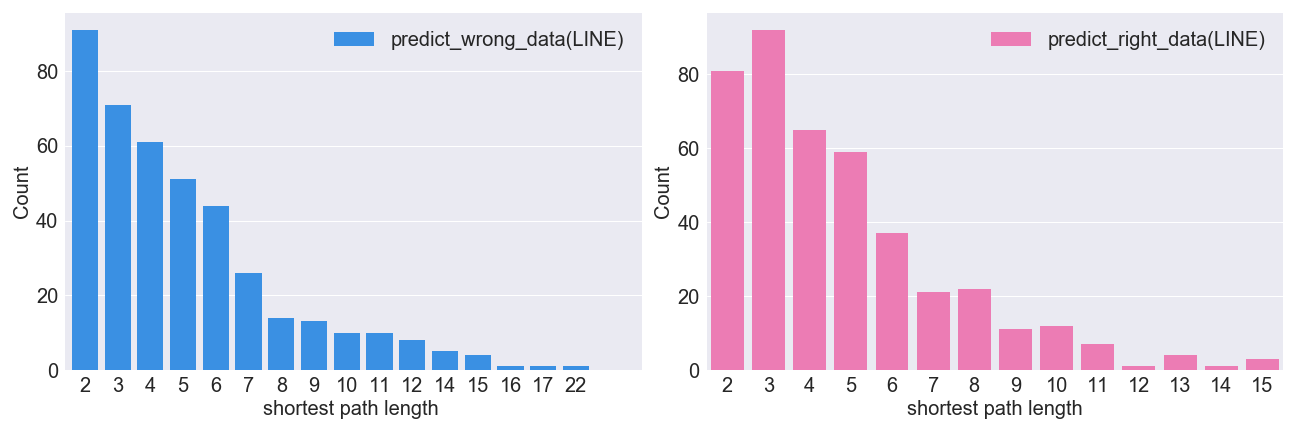 predict_wrong_data(LINE)
80
60
40
20
0
Count
2 3 4 5 6 7 8 9 10 11 12 14 15 16 17 22
shortest path length
predict_right_data(LINE)
80
60
40
20
0
Count
2 3 4 5 6 7 8 9 10 11 12 13 14 15
shortest path length